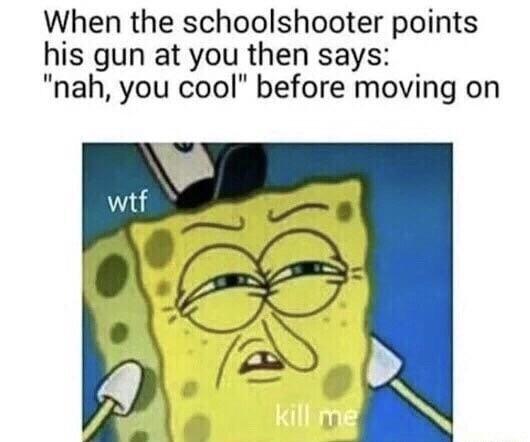 When the schoolshooter points
his gun at you then says:
"nah, you cool" before moving on
wtf
kill me